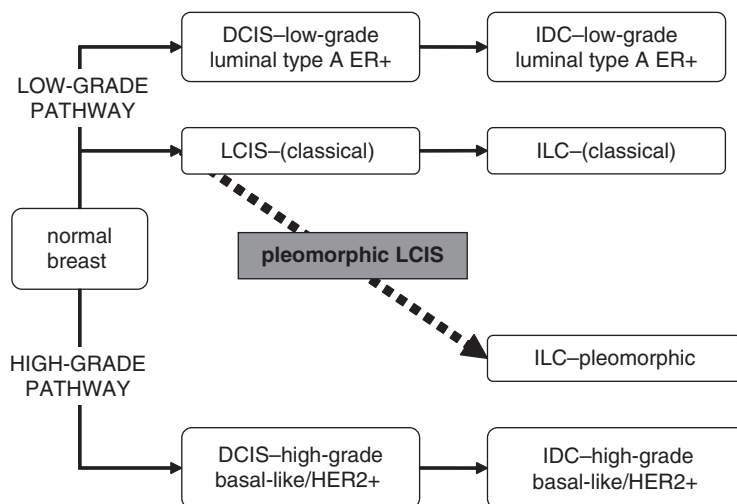 DCIS–low-grade
luminal type A ER+
IDC–low-grade
luminal type A ER+
LOW-GRADE
PATHWAY
LCIS–(classical)
ILC–(classical)
normal
breast
pleomorphic LCIS
ILC–pleomorphic
HIGH-GRADE
PATHWAY
DCIS–high-grade
basal-like/HER2+
IDC–high-grade
basal-like/HER2+